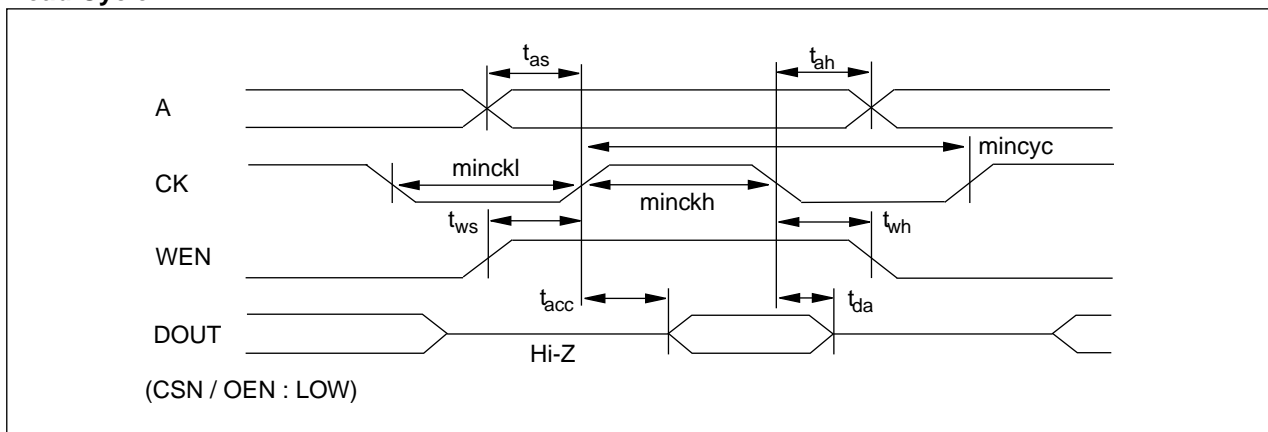 t_as
t_ah
A
mincyc
minckl
CK
minckh
t_ws
t_wh
WEN
t_acc
t_da
DOUT
Hi-Z
(CSN / OEN : LOW)